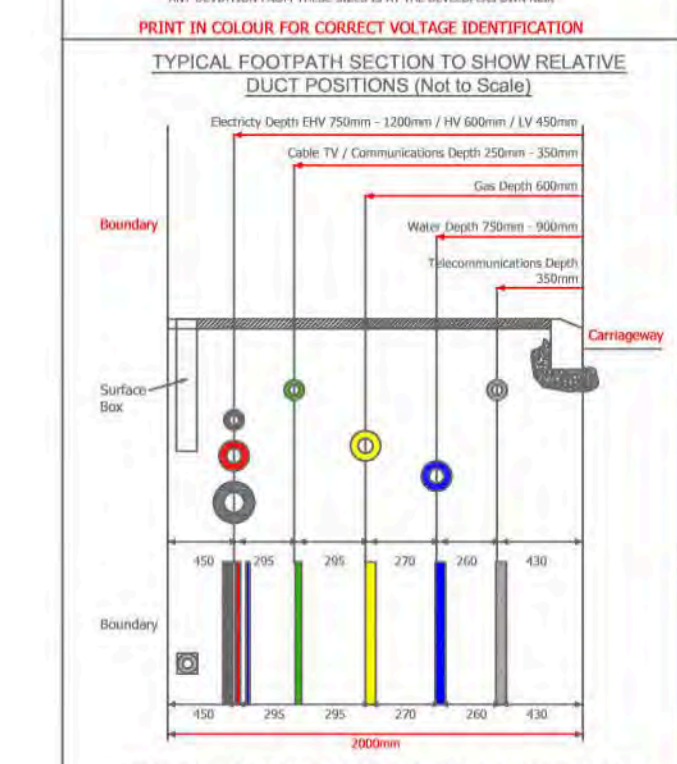 PRINT IN COLOUR FOR CORRECT VOLTAGE IDENTIFICATION
TYPICAL FOOTPATH SECTION TO SHOW RELATIVE
DUCT POSITIONS (Not to Scale)
Electricty Depth EHV 750mm - 1200mm / HV 600mm / LV 450mm
Cable TV / Communications Depth 250mm - 350mm
Gas Depth 600mm
Boundary
Water Depth 750mm - 900mm
Telecommunications Depth
350mm
Carriageway
Surface
Box
450 295 295 270 260 430
Boundary
450 295 295 270 260 430
2000mm